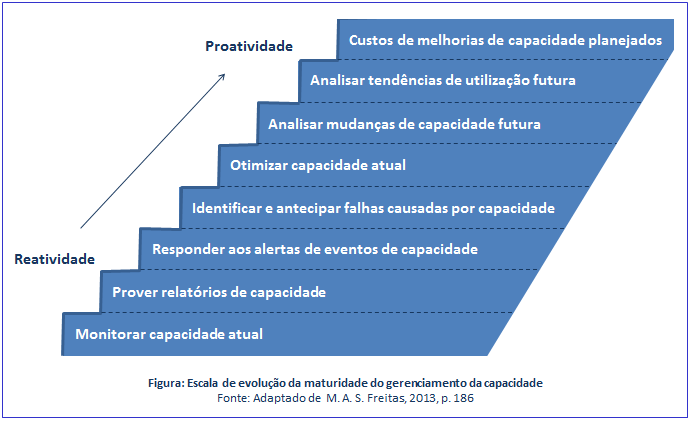 Proatividade
Custos de melhorias de capacidade planejados
Analisar tendências de utilização futura
Analisar mudanças de capacidade futura
Otimizar capacidade atual
Identificar e antecipar falhas causadas por capacidade
Reatividade
Responder aos alertas de eventos de capacidade
Prover relatórios de capacidade
Monitorar capacidade atual
Figura: Escala de evolução da maturidade do gerenciamento da capacidade
Fonte: Adaptado de M. A. S. Freitas, 2013, p. 186